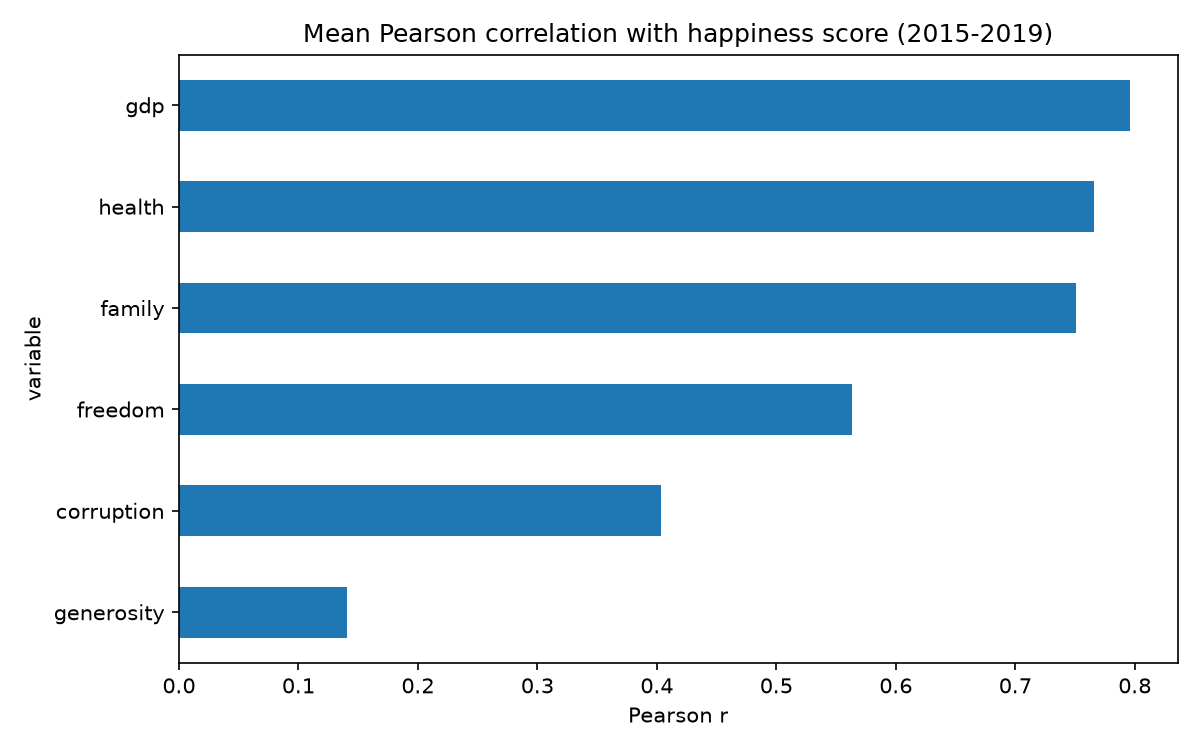 Mean Pearson correlation with happiness score (2015-2019)
gdp
health
family
freedom
corruption
generosity
variable
0.0 0.1 0.2 0.3 0.4 0.5 0.6 0.7 0.8
Pearson r